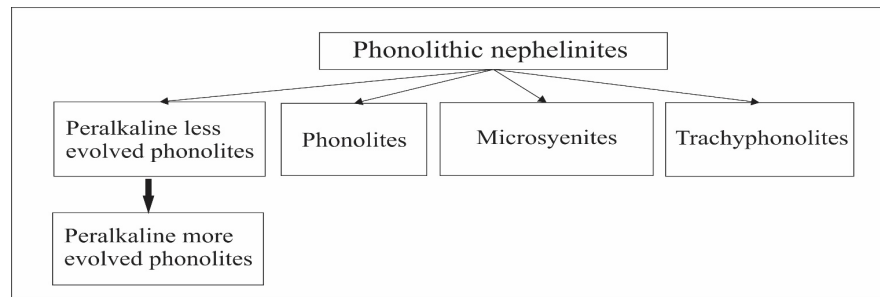 Phonolithic nephelinites
Peralkaline less
evolved phonolites
Phonolites
Microsyenites
Trachyphonolites
Peralkaline more
evolved phonolites